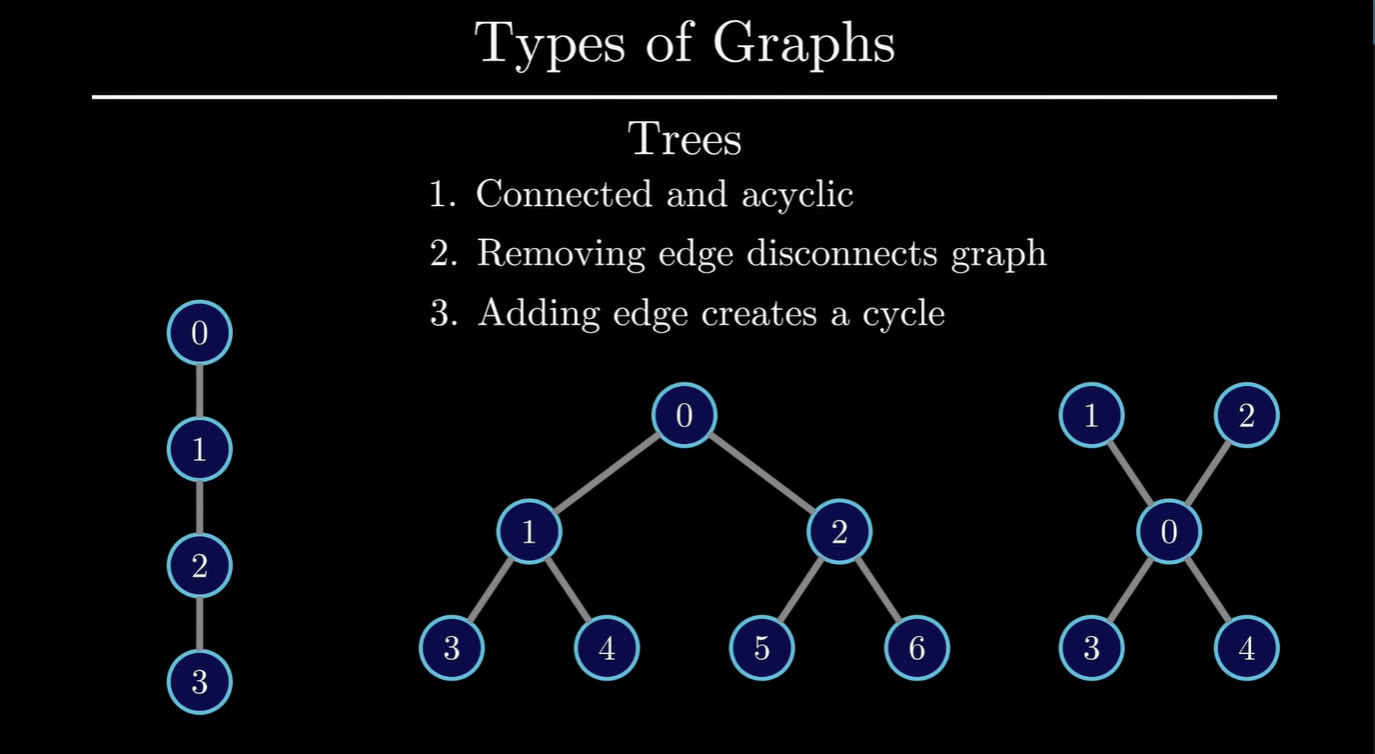 Types of Graphs
Trees
1. Connected and acyclic
2. Removing edge disconnects graph
3. Adding edge creates a cycle
0
1
2
3
0
1 2
3 4 5 6
1 2
0
3 4